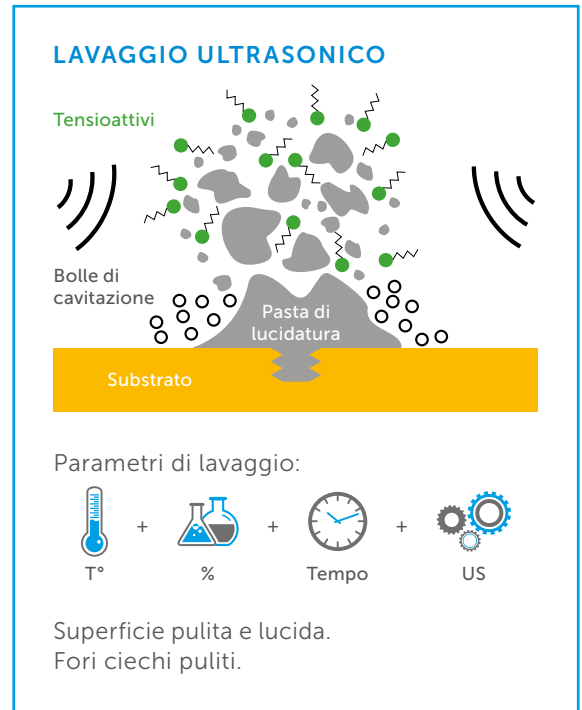 LAVAGGIO ULTRASONICO
Tensioattivi
Bolle di
cavitazione
Pasta di
lucidatura
Substrato
Parametri di lavaggio:
+ + +
T° % Tempo US
Superficie pulita e lucida.
Fori ciechi puliti.